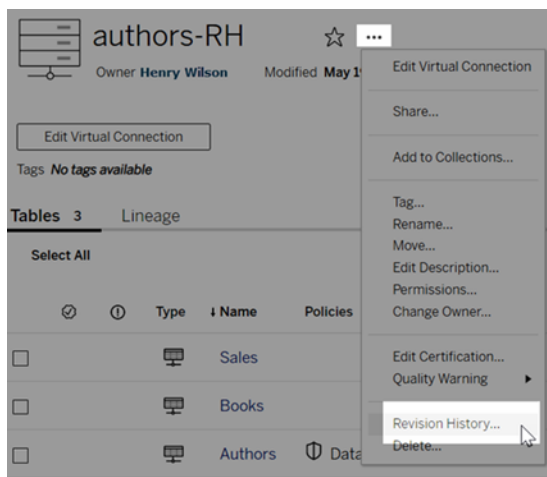 authors-RH
...
Owner Henry Wilson Modified May 1
Edit Virtual Connection
Tags No tags available
Tables 3 Lineage
Select All
Type ↓ Name Policies
Sales
Books
Authors Data
Edit Virtual Connection
Share...
Add to Collections...
Tag...
Rename...
Move...
Edit Description...
Permissions...
Change Owner...
Edit Certification...
Quality Warning
Revision History...
Delete...